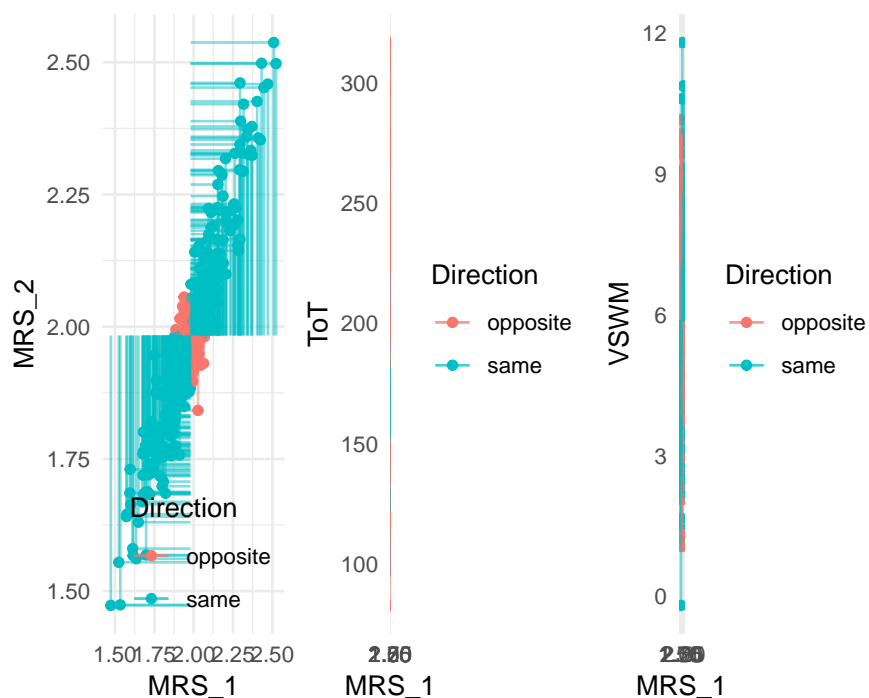 MRS_2
2.50
2.25
2.00
1.75
1.50
Direction
opposite
same
1.50 1.75 2.00 2.25 2.50
MRS_1
ToT
300
250
200
150
100
MRS_1
Direction
opposite
same
VSWM
12
9
6
3
0
MRS_1
Direction
opposite
same